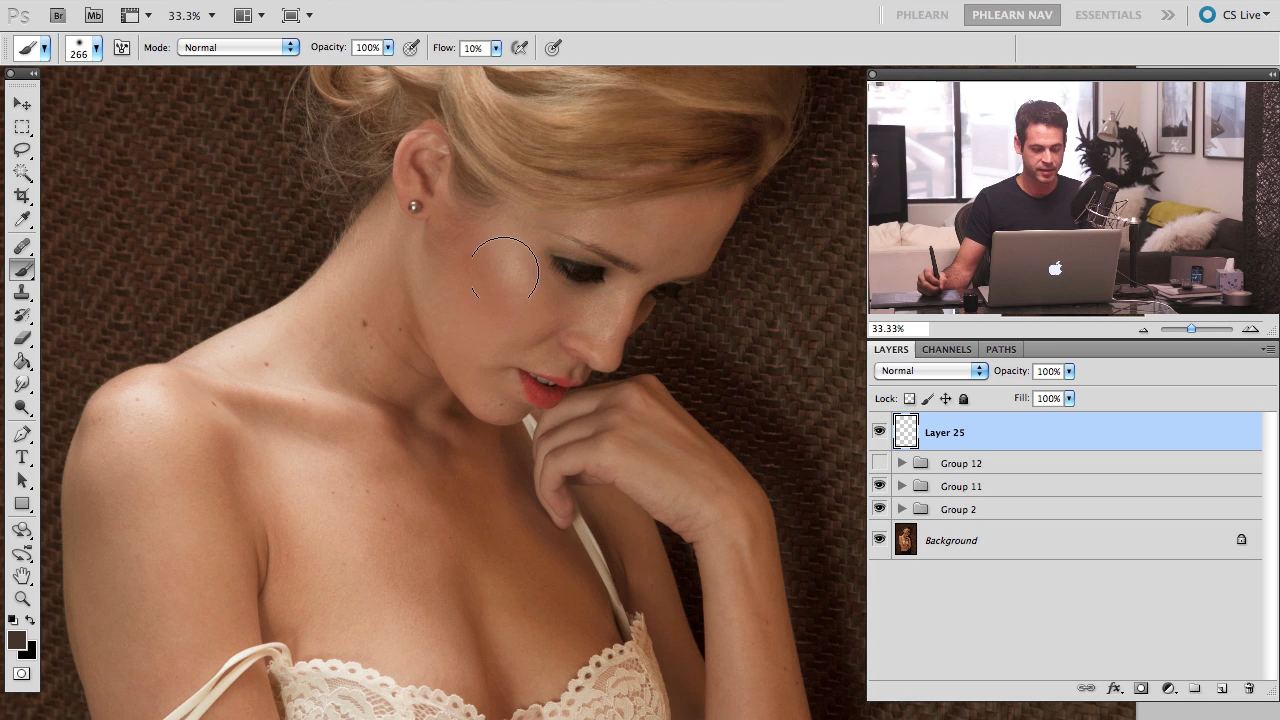 Ps Br Mb 33.3% PHLEARN PHLEARN NAV ESSENTIALS CS Live
266 Mode: Normal Opacity: 100% Flow: 10%
33.33%
LAYERS CHANNELS PATHS
Normal Opacity: 100%
Lock: Fill: 100%
Layer 25
Group 12
Group 11
Group 2
Background